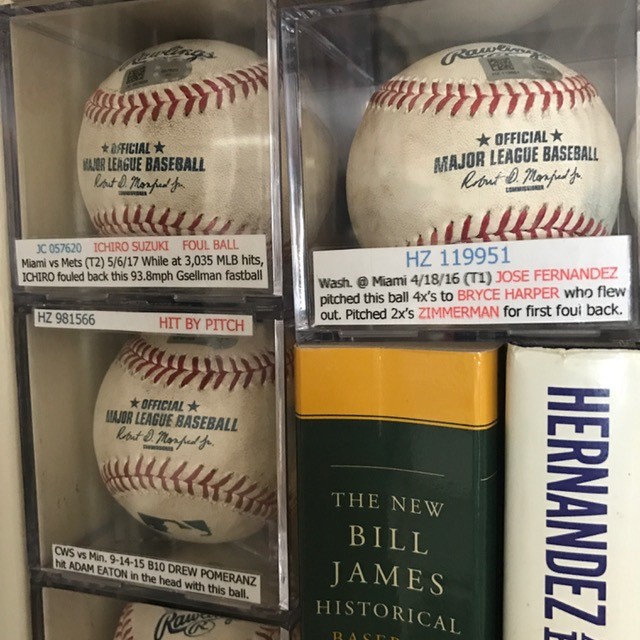 Rawlings
★ OFFICIAL ★
MAJOR LEAGUE BASEBALL
Robert D. Manfred Jr.
COMMISSIONER
JC 057620 ICHIRO SUZUKI FOUL BALL
Miami vs Mets (T2) 5/6/17 While at 3,035 MLB hits,
ICHIRO fouled back this 93.8mph Gsellman fastball
Rawlings
★ OFFICIAL ★
MAJOR LEAGUE BASEBALL
Robert D. Manfred Jr.
COMMISSIONER
HZ 119951
Wash. @ Miami 4/18/16 (T1) JOSE FERNANDEZ
pitched this ball 4x's to BRYCE HARPER who flew
out. Pitched 2x's ZIMMERMAN for first foul back.
HZ 981566 HIT BY PITCH
★ OFFICIAL ★
MAJOR LEAGUE BASEBALL
Robert D. Manfred Jr.
COMMISSIONER
CWS vs Min. 9-14-15 B10 DREW POMERANZ
hit ADAM EATON in the head with this ball.
Rawlings
THE NEW
BILL
JAMES
HISTORICAL
HERNANDEZ